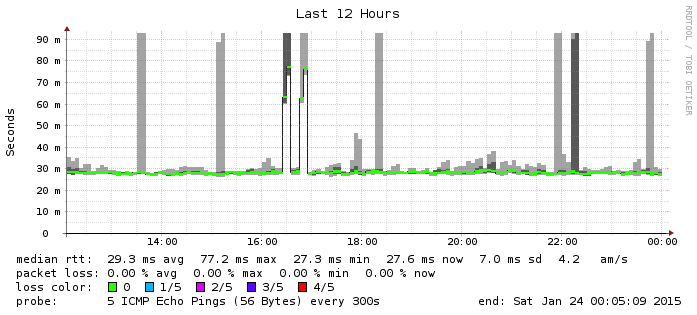 Last 12 Hours
RRDTOOL / TOBI OETIKER
Seconds
90 m
80 m
70 m
60 m
50 m
40 m
30 m
20 m
10 m
0
14:00 16:00 18:00 20:00 22:00 00:00
median rtt: 29.3 ms avg 77.2 ms max 27.3 ms min 27.6 ms now 7.0 ms sd 4.2 am/s
packet loss: 0.00 % avg 0.00 % max 0.00 % min 0.00 % now
loss color: 0 1/5 2/5 3/5 4/5
probe: 5 ICMP Echo Pings (56 Bytes) every 300s end: Sat Jan 24 00:05:09 2015